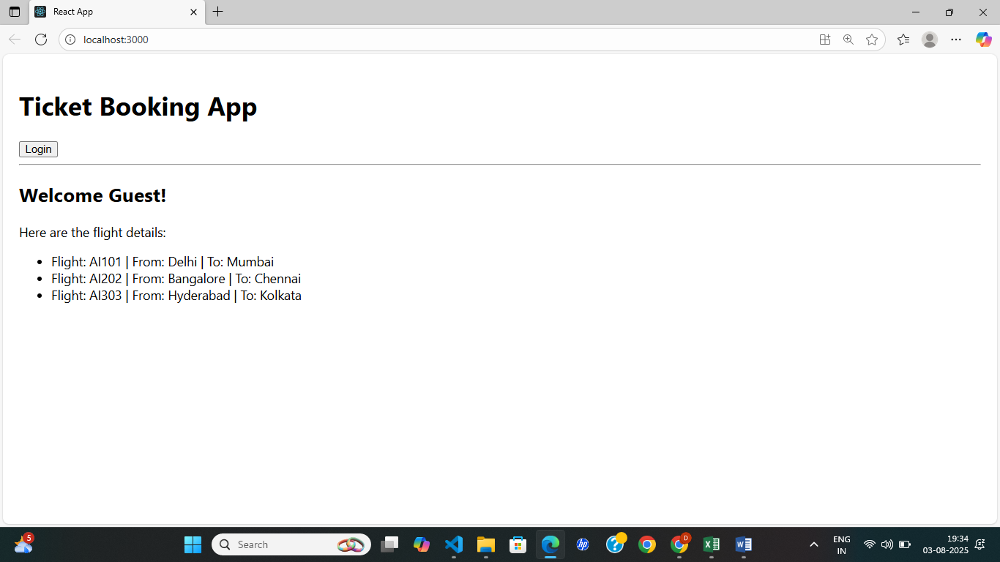 React App
localhost:3000
Ticket Booking App
Login
Welcome Guest!
Here are the flight details:
Flight: AI101 | From: Delhi | To: Mumbai
Flight: AI202 | From: Bangalore | To: Chennai
Flight: AI303 | From: Hyderabad | To: Kolkata
5
Search
hp
?
D
X
W
ENG
IN
19:34
03-08-2025